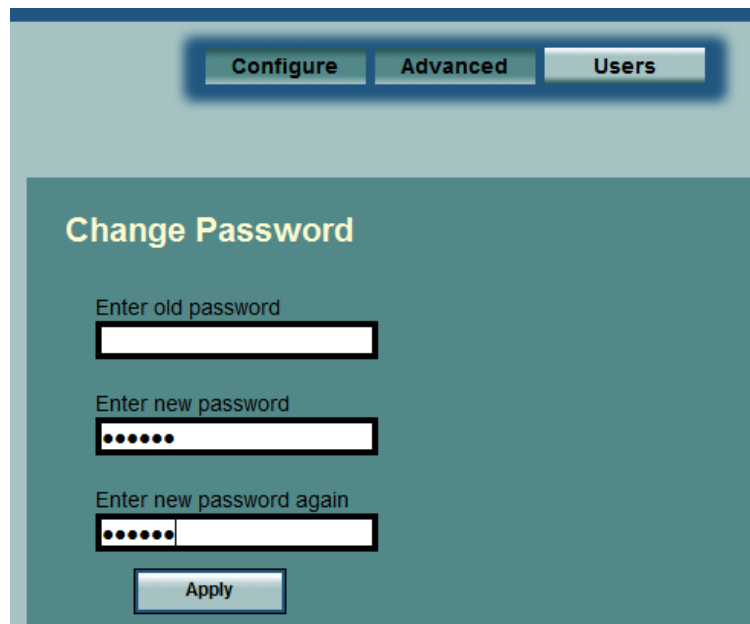 Configure Advanced Users
Change Password
Enter old password
Enter new password
••••••
Enter new password again
••••••
Apply